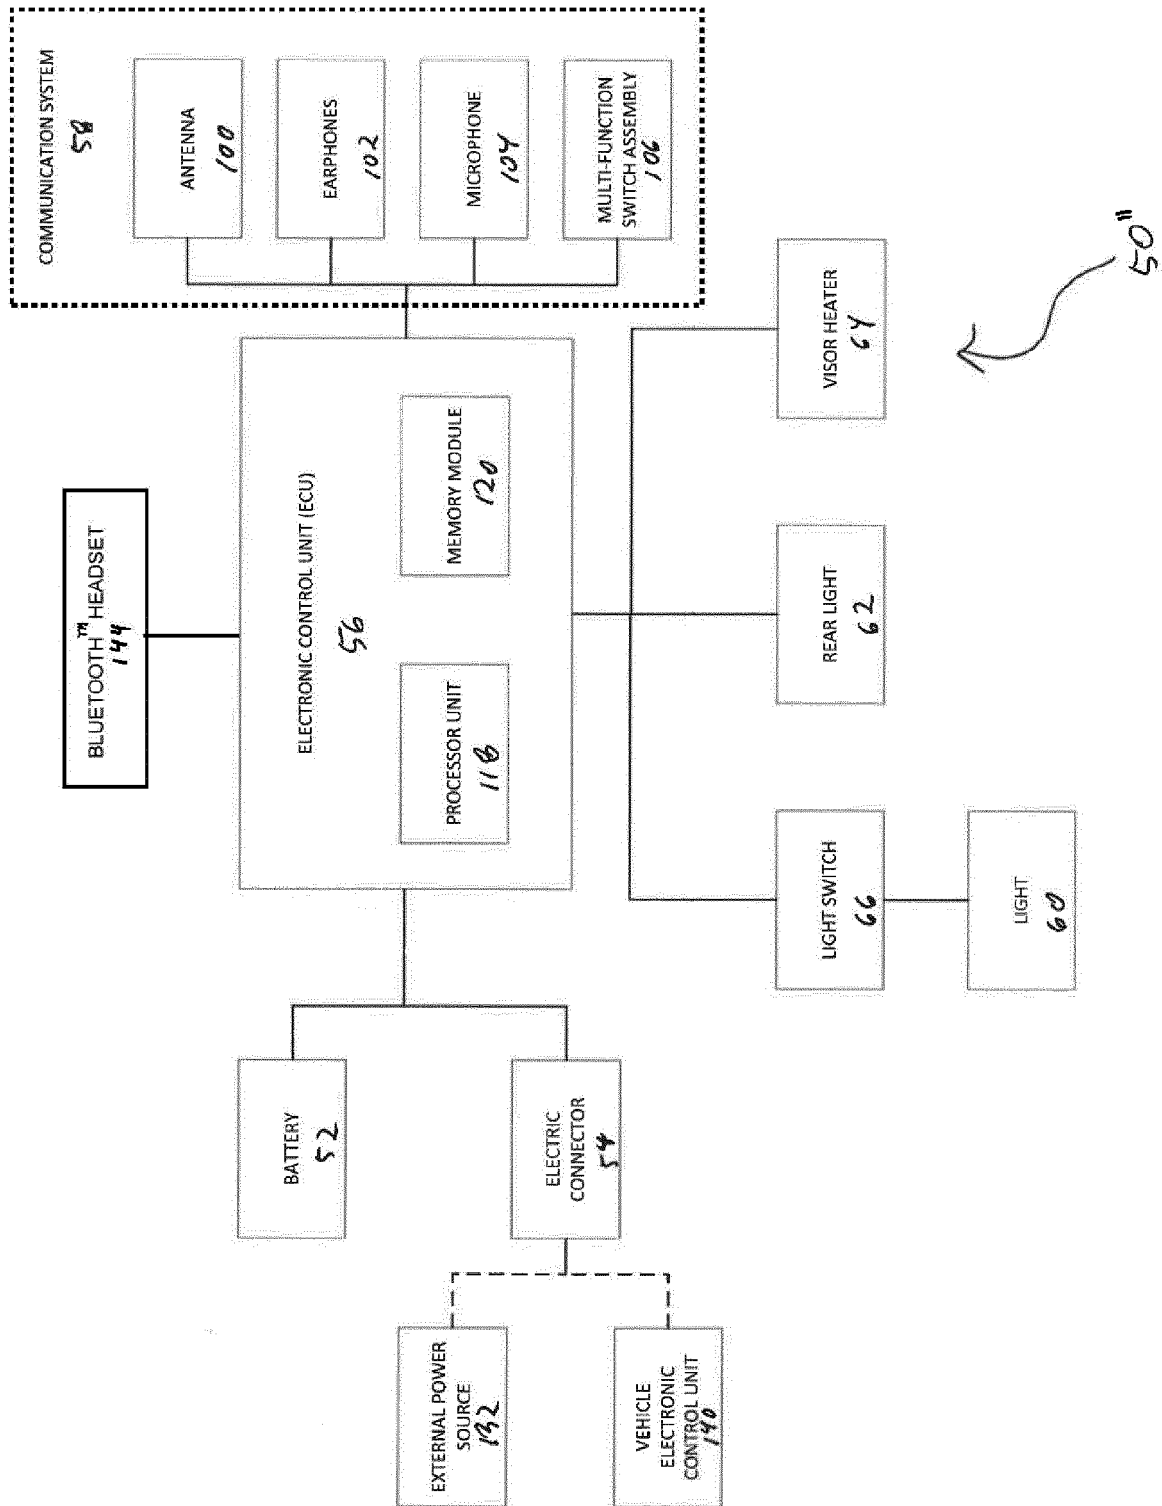 COMMUNICATION SYSTEM
58
ANTENNA
100
EARPHONES
102
MICROPHONE
104
MULTI-FUNCTION
SWITCH ASSEMBLY
106
BLUETOOTH™ HEADSET
144
ELECTRONIC CONTROL UNIT (ECU)
56
PROCESSOR UNIT
118
MEMORY MODULE
120
BATTERY
52
ELECTRIC
CONNECTOR
54
EXTERNAL POWER
SOURCE
132
VEHICLE
ELECTRONIC
CONTROL UNIT
140
LIGHT SWITCH
66
LIGHT
60
REAR LIGHT
62
VISOR HEATER
64
50"